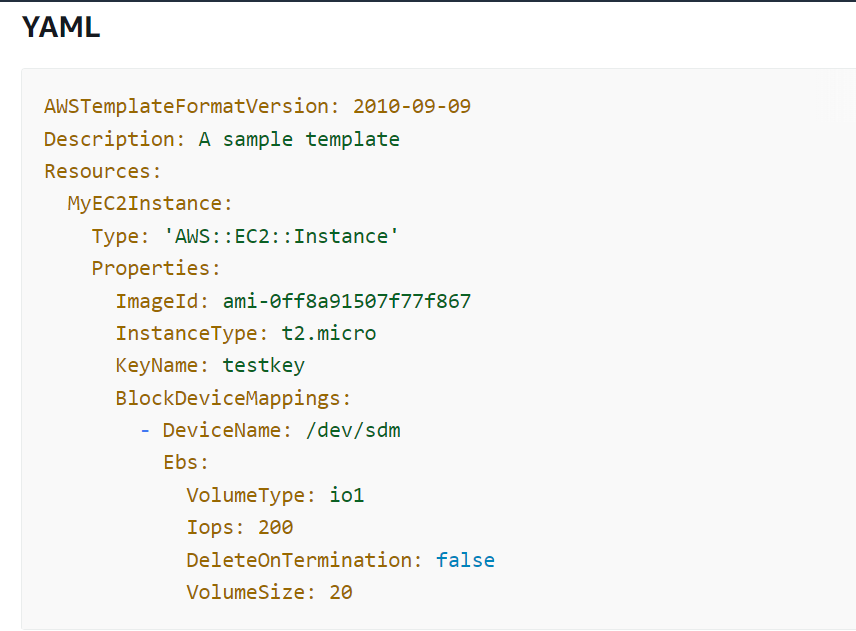 YAML
AWSTemplateFormatVersion: 2010-09-09
Description: A sample template
Resources:
  MyEC2Instance:
    Type: 'AWS::EC2::Instance'
    Properties:
      ImageId: ami-0ff8a91507f77f867
      InstanceType: t2.micro
      KeyName: testkey
      BlockDeviceMappings:
        - DeviceName: /dev/sdm
          Ebs:
            VolumeType: io1
            Iops: 200
            DeleteOnTermination: false
            VolumeSize: 20